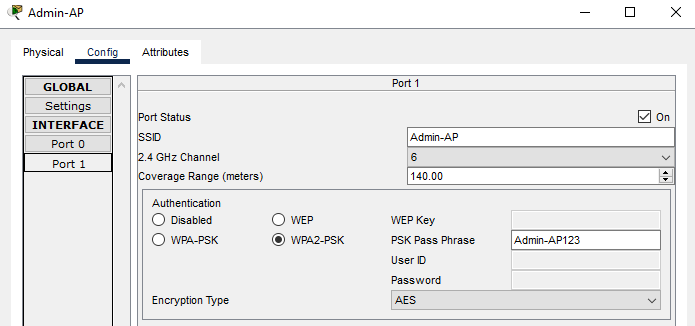 Admin-AP
Physical Config Attributes
GLOBAL
Settings
INTERFACE
Port 0
Port 1
Port 1
Port Status On
SSID Admin-AP
2.4 GHz Channel 6
Coverage Range (meters) 140.00
Authentication
Disabled WEP WEP Key
WPA-PSK WPA2-PSK PSK Pass Phrase Admin-AP123
User ID
Password
Encryption Type AES